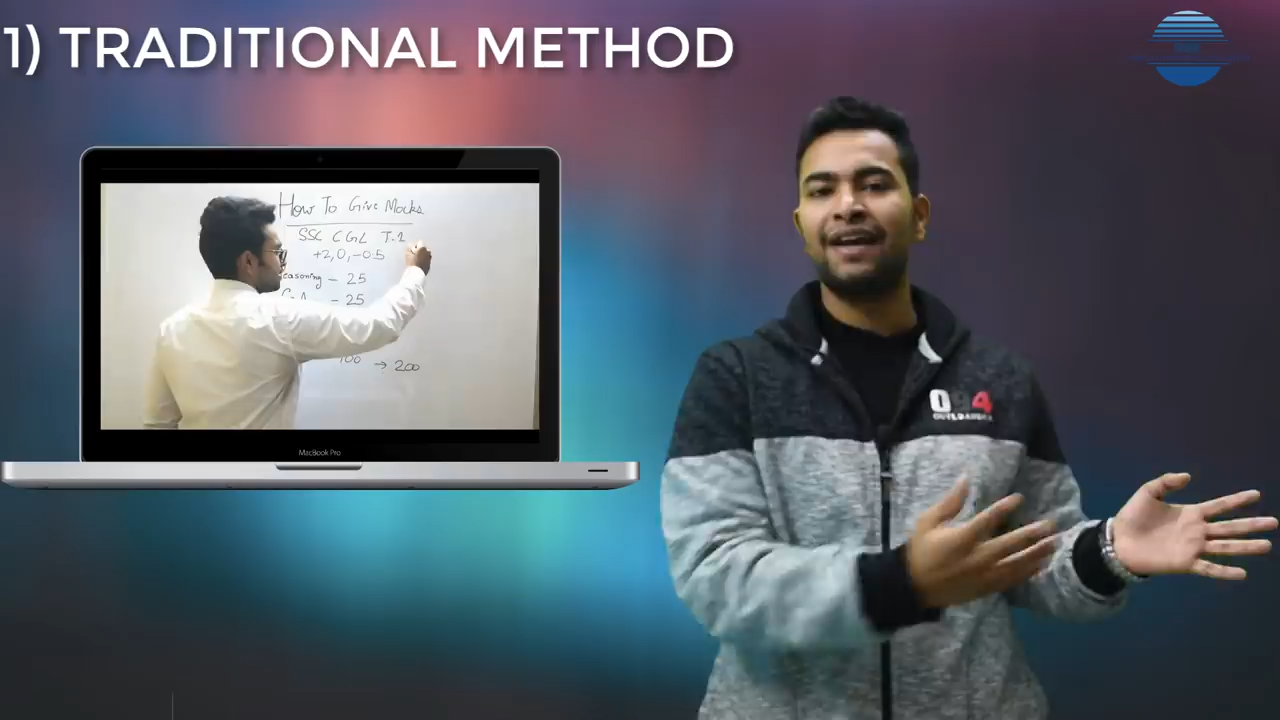 1) TRADITIONAL METHOD
How To Give Mocks
SSC CGL T-1
+2, 0, -0.5
easoning - 25
- 25
100 → 200
MacBook Pro
094